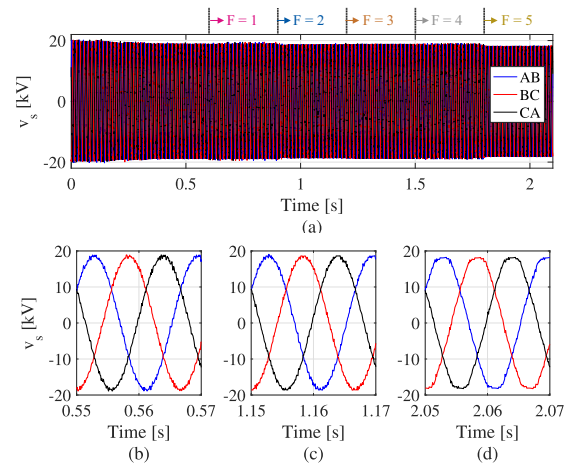 F = 1 F = 2 F = 3 F = 4 F = 5
20
0
-20
v_s [kV]
AB
BC
CA
0 0.5 1 1.5 2
Time [s]
(a)
20
10
0
-10
-20
v_s [kV]
0.55 0.56 0.57
Time [s]
(b)
20
10
0
-10
-20
1.15 1.16 1.17
Time [s]
(c)
20
10
0
-10
-20
2.05 2.06 2.07
Time [s]
(d)